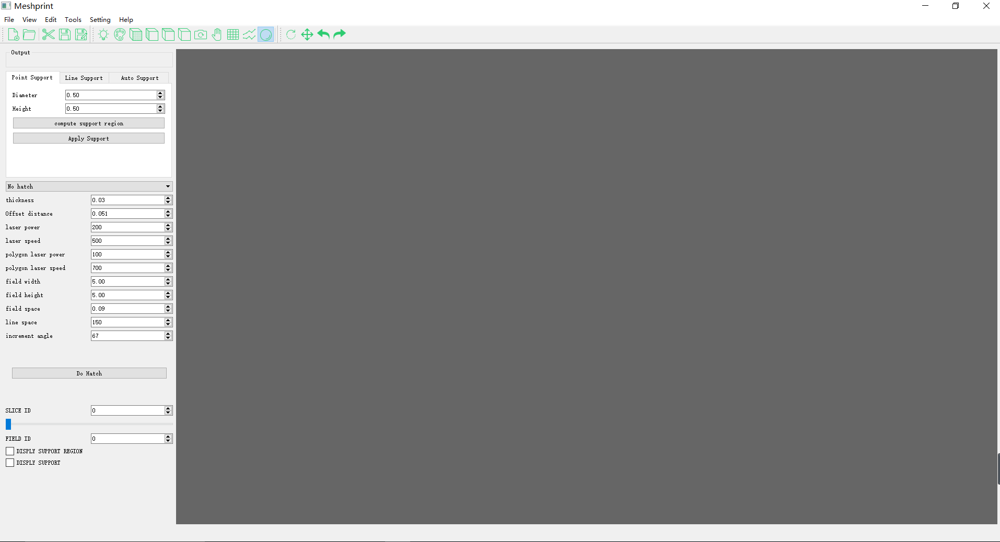 Meshprint
File View Edit Tools Setting Help
Output
Point Support Line Support Auto Support
Diameter 0.50
Height 0.50
compute support region
Apply Support
No hatch
thickness 0.03
Offset distance 0.051
laser power 200
laser speed 500
polygon laser power 100
polygon laser speed 700
field width 5.00
field height 5.00
field space 0.09
line space 150
increment angle 67
Do Hatch
SLICE ID 0
FIELD ID 0
DISPLY SUPPORT REGION
DISPLY SUPPORT